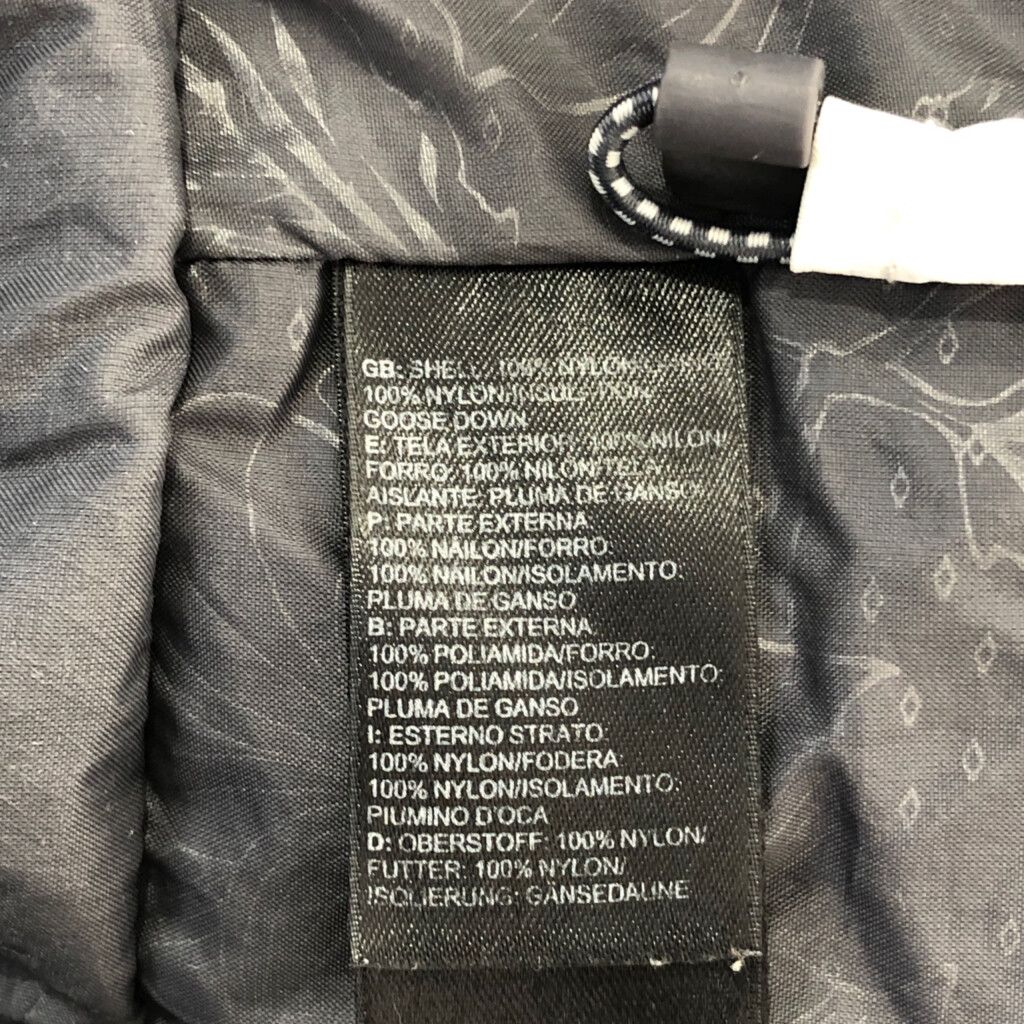 GB: SHELL: 100% NYLON/
100% NYLON/INSULATION:
GOOSE DOWN
E: TELA EXTERIOR: 100% NILON/
FORRO: 100% NILON/TELA
AISLANTE: PLUMA DE GANSO
P: PARTE EXTERNA:
100% NÁILON/FORRO:
100% NÁILON/ISOLAMENTO:
PLUMA DE GANSO
B: PARTE EXTERNA:
100% POLIAMIDA/FORRO:
100% POLIAMIDA/ISOLAMENTO:
PLUMA DE GANSO
I: ESTERNO STRATO:
100% NYLON/FODERA:
100% NYLON/ISOLAMENTO:
PIUMINO D'OCA
D: OBERSTOFF: 100% NYLON/
FUTTER: 100% NYLON/
ISOLIERUNG: GÄNSEDAUNE